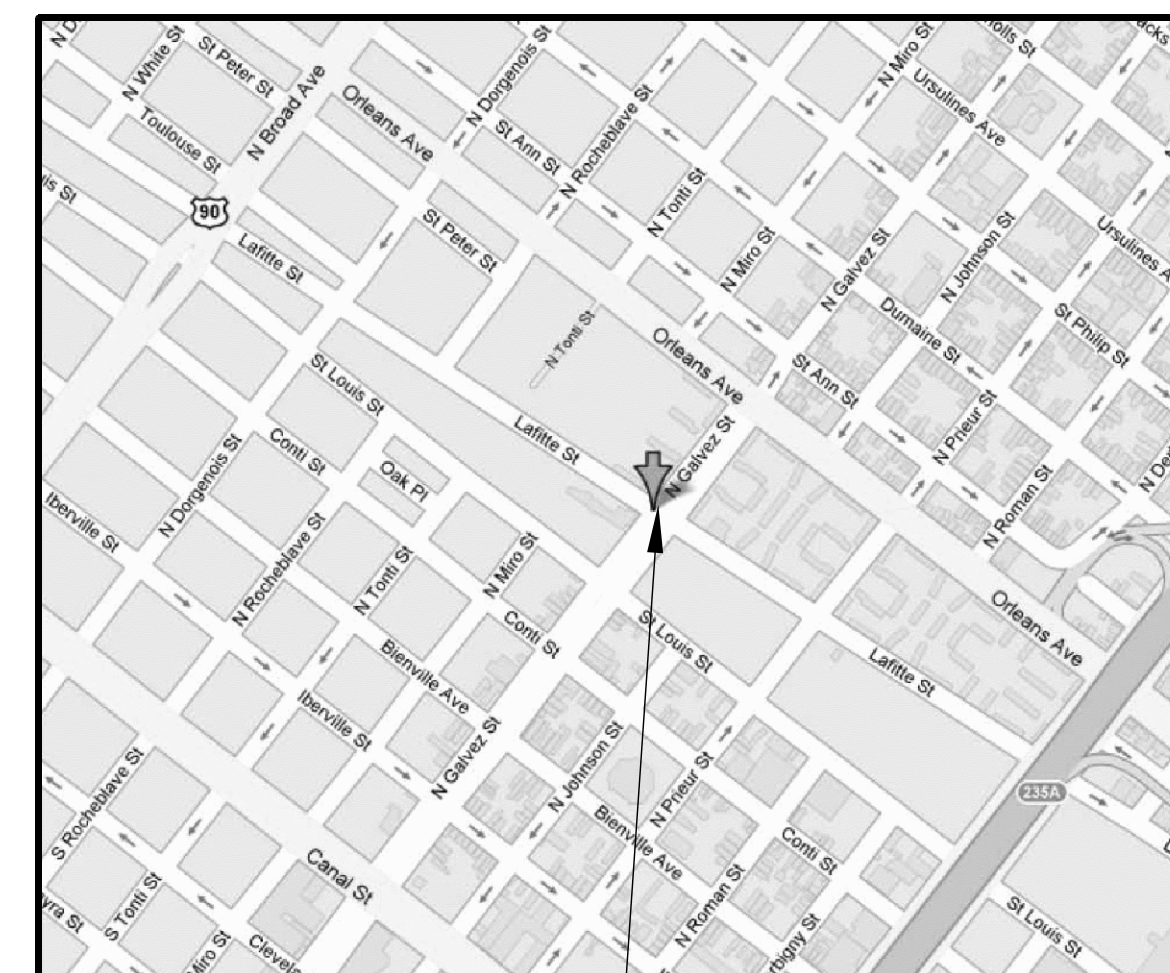 N White St
St Peter St
N Broad Ave
Orleans Ave
N Dorgenois St
St Ann St
N Rocheblave St
N Miro St
Ursulines Ave
Toulouse St
90
Lafitte St
St Peter St
N Tonti St
N Miro St
N Galvez St
N Johnson St
Ursulines A
Dumaine St
St Philip St
N Tonti St
Orleans Ave
St Ann St
St Louis St
Lafitte St
N Galvez St
N Prieur St
N Roman St
N Dorgenois St
Conti St
Oak Pl
Iberville St
N Rocheblave St
N Tonti St
N Miro St
Conti St
St Louis St
Orleans Ave
Lafitte St
Bienville Ave
Iberville St
N Galvez St
N Johnson St
N Prieur St
235A
S Rocheblave St
Bienville Ave
Conti St
Canal St
N Roman St
S Tonti St
St Louis St